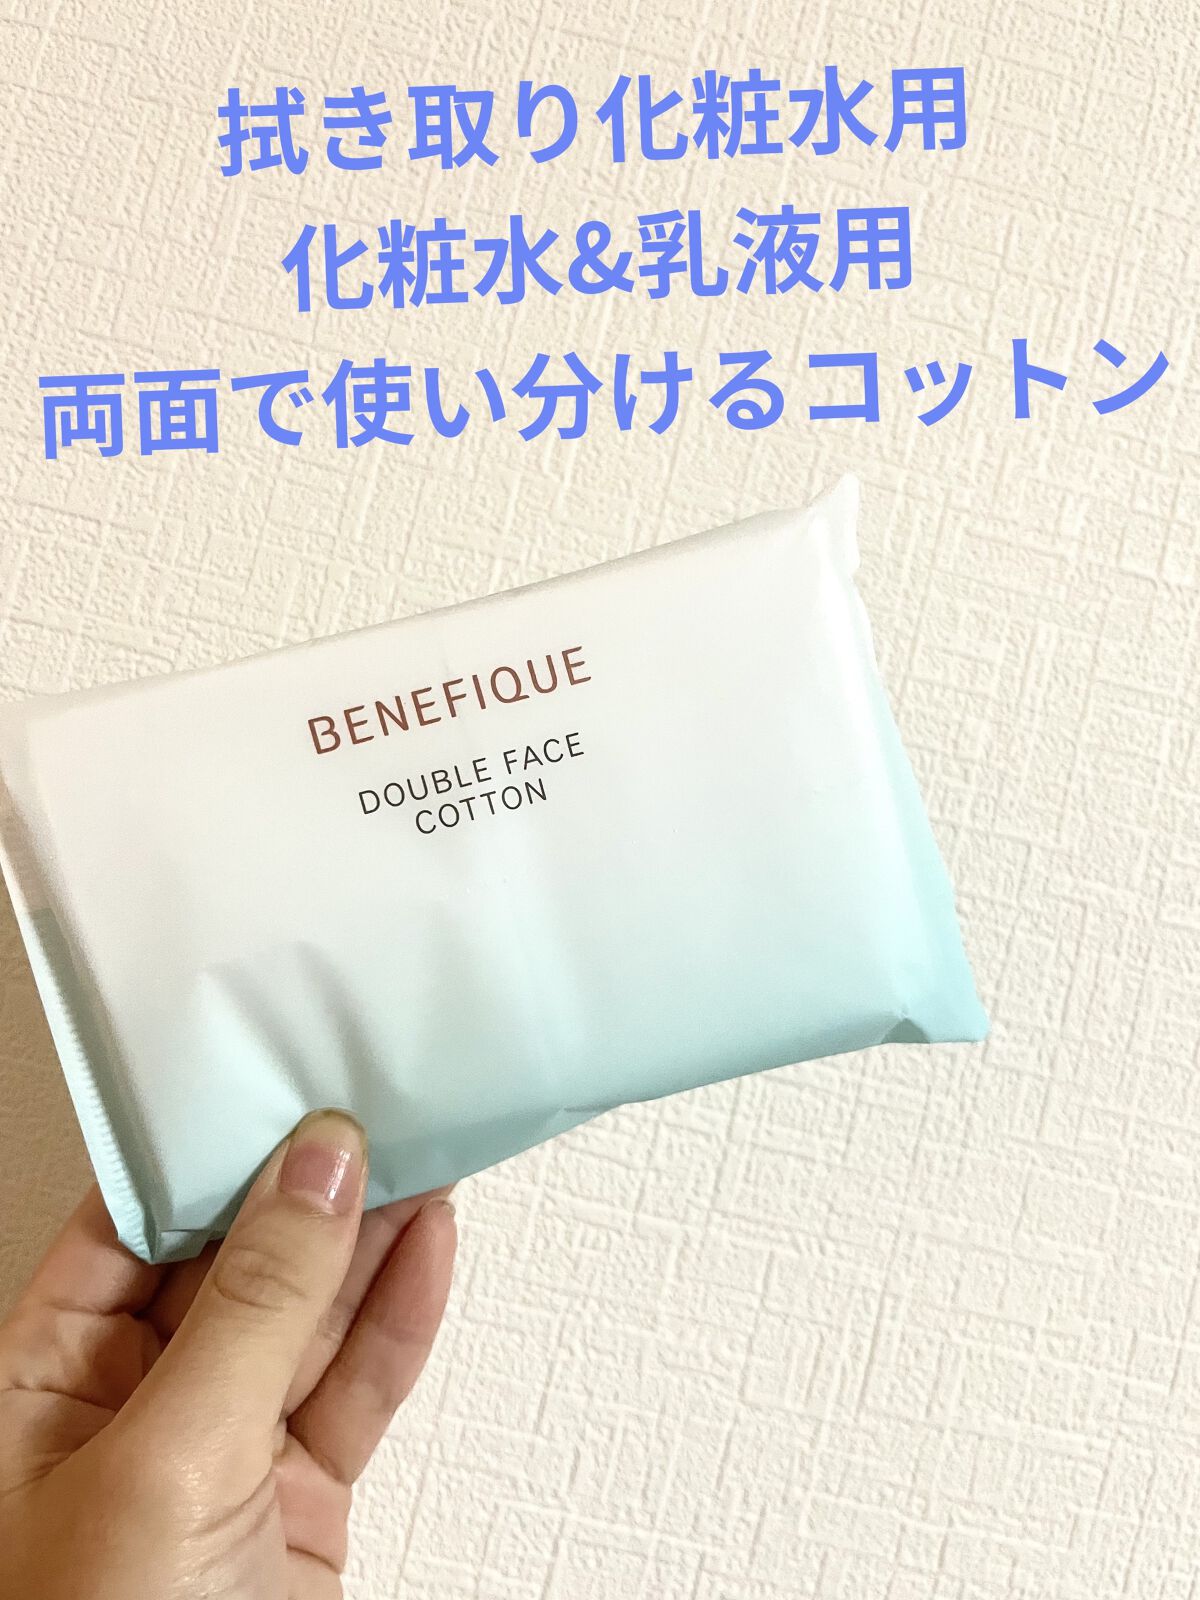 拭き取り化粧水用
化粧水&乳液用
両面で使い分けるコットン
BENEFIQUE
DOUBLE FACE
COTTON